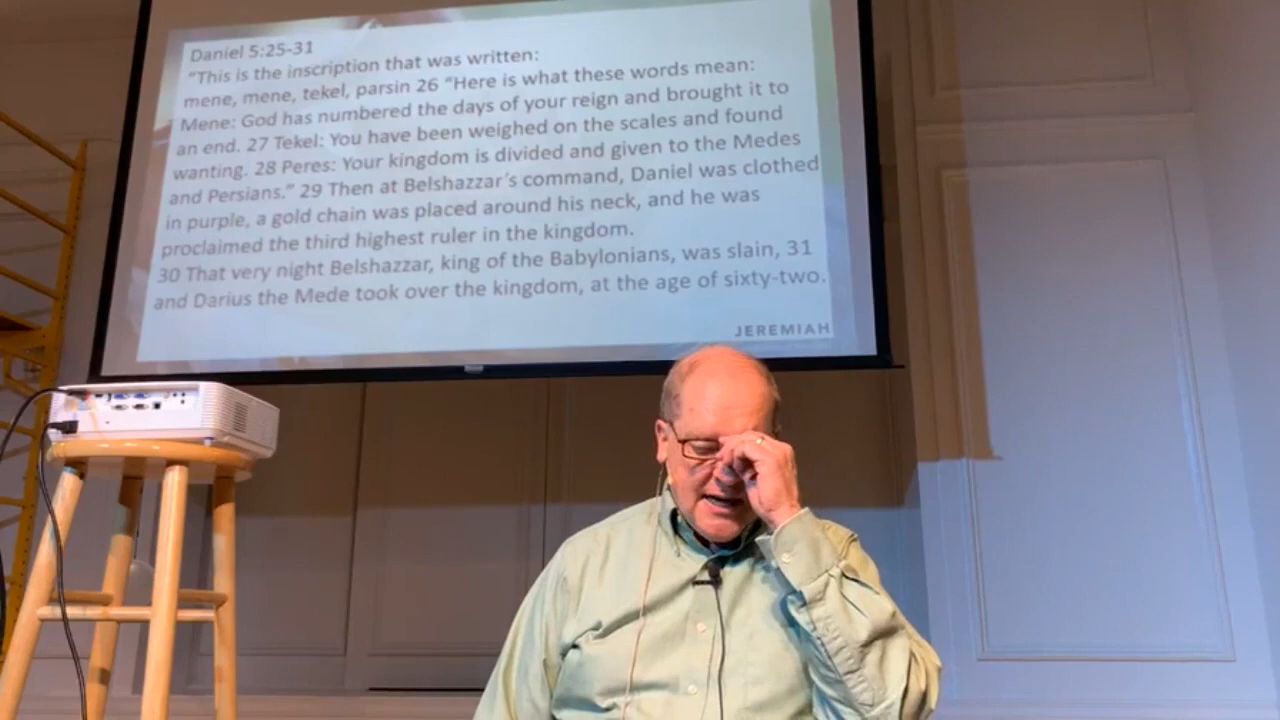 Daniel 5:25-31
"This is the inscription that was written:
mene, mene, tekel, parsin 26 "Here is what these words mean:
Mene: God has numbered the days of your reign and brought it to
an end. 27 Tekel: You have been weighed on the scales and found
wanting. 28 Peres: Your kingdom is divided and given to the Medes
and Persians." 29 Then at Belshazzar's command, Daniel was clothed
in purple, a gold chain was placed around his neck, and he was
proclaimed the third highest ruler in the kingdom.
30 That very night Belshazzar, king of the Babylonians, was slain, 31
and Darius the Mede took over the kingdom, at the age of sixty-two.
JEREMIAH